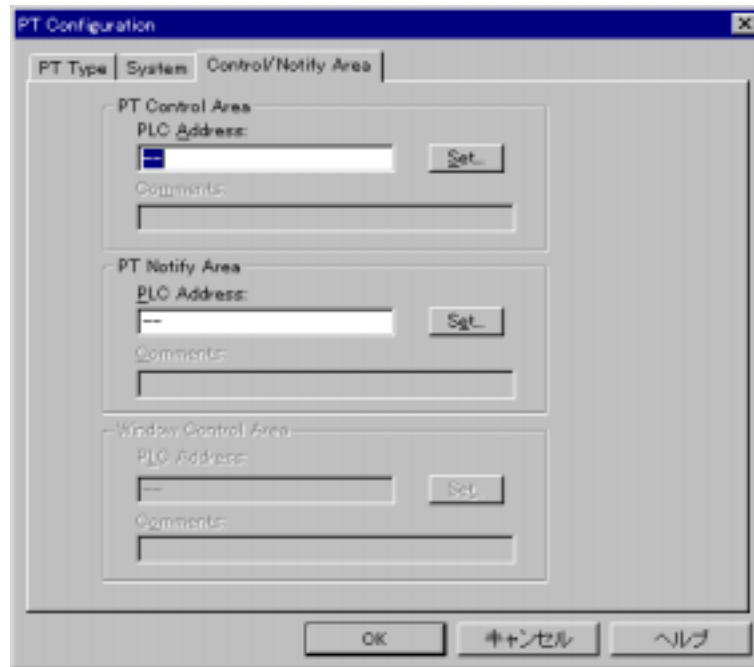 PT Configuration
PT Type System Control/Notify Area
PT Control Area
PLC Address:
--
Set...
Comments:
PT Notify Area
PLC Address:
--
Set...
Comments:
Window Control Area
PLC Address:
--
Set..
Comments:
OK キャンセル ヘルプ